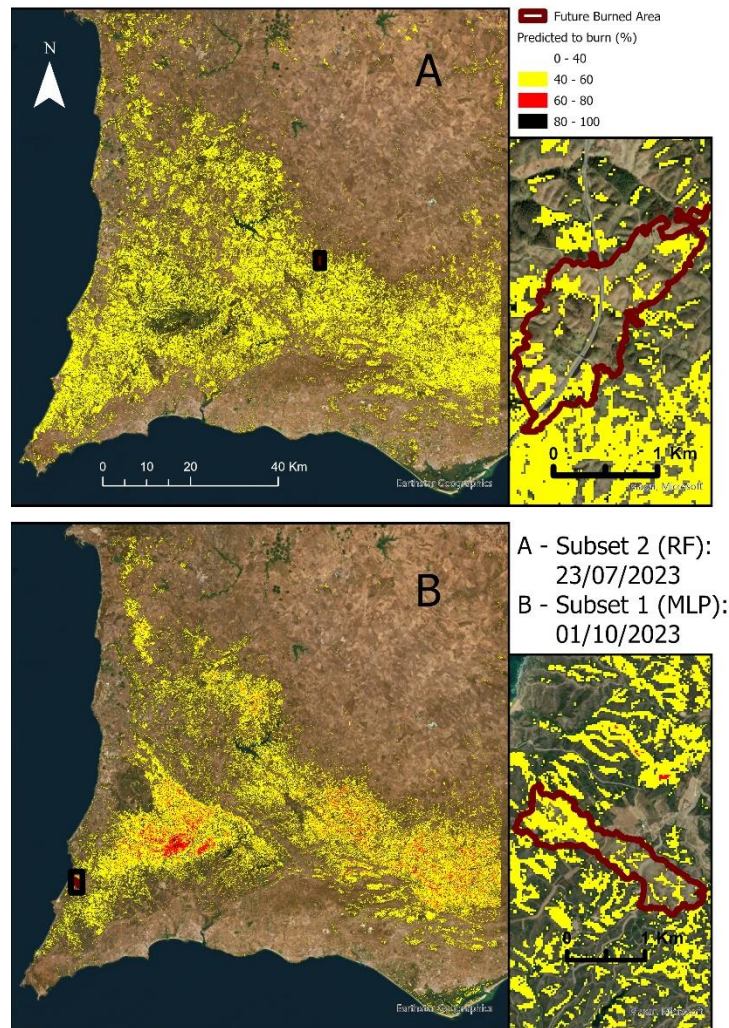 N
A
Future Burned Area
Predicted to burn (%)
0 - 40
40 - 60
60 - 80
80 - 100
0 10 20 40 Km
Earthstar Geographics
0 1 Km
Microsoft
B
A - Subset 2 (RF):
23/07/2023
B - Subset 1 (MLP):
01/10/2023
0 1 Km
Earthstar Geographics
Microsoft